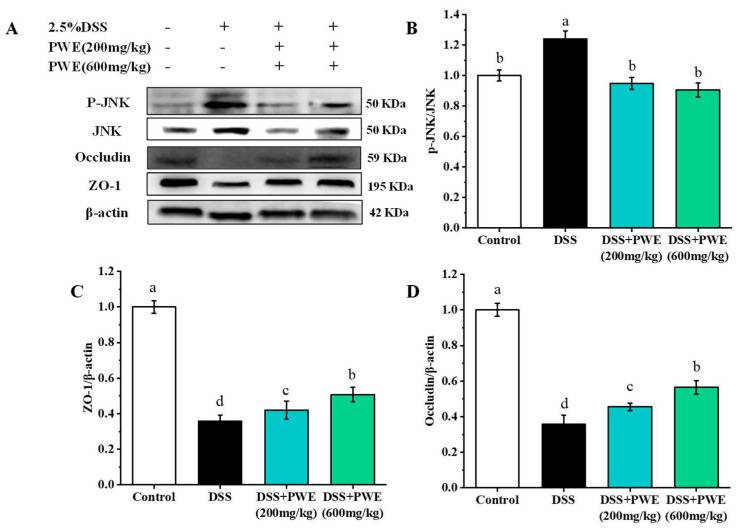 A
2.5%DSS - + + +
PWE(200mg/kg) - - + +
PWE(600mg/kg) - - + +
P-JNK 50 KDa
JNK 50 KDa
Occludin 59 KDa
ZO-1 195 KDa
β-actin 42 KDa
B
p-JNK/JNK
1.4
1.2
1.0
0.8
0.6
0.4
0.2
0.0
b a b b
Control DSS DSS+PWE DSS+PWE
(200mg/kg) (600mg/kg)
C
ZO-1/β-actin
1.2
1.0
0.8
0.6
0.4
0.2
0.0
a d c b
Control DSS DSS+PWE DSS+PWE
(200mg/kg) (600mg/kg)
D
Occludin/β-actin
1.2
1.0
0.8
0.6
0.4
0.2
0.0
a d c b
Control DSS DSS+PWE DSS+PWE
(200mg/kg) (600mg/kg)